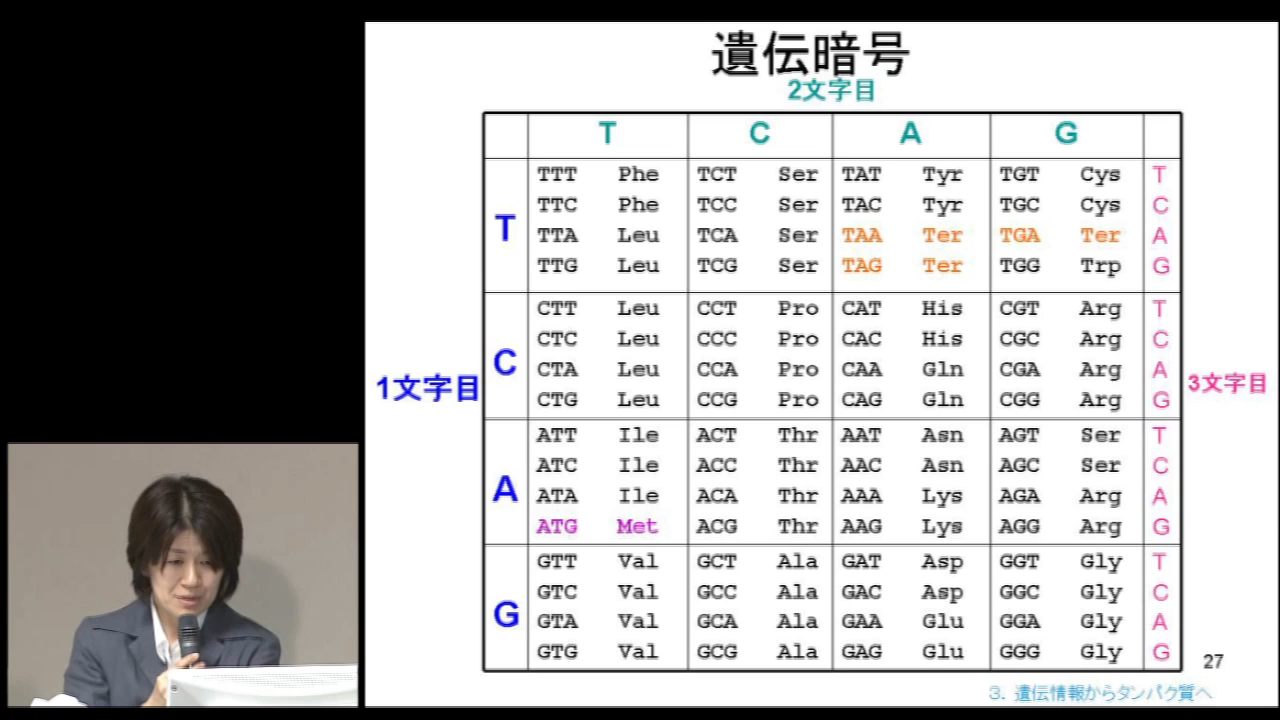 遺伝暗号
2文字目
T C A G
TTT Phe TCT Ser TAT Tyr TGT Cys T
TTC Phe TCC Ser TAC Tyr TGC Cys C
T
TTA Leu TCA Ser TAA Ter TGA Ter A
TTG Leu TCG Ser TAG Ter TGG Trp G
CTT Leu CCT Pro CAT His CGT Arg T
CTC Leu CCC Pro CAC His CGC Arg C
C
CTA Leu CCA Pro CAA Gln CGA Arg A
1文字目
3文字目
CTG Leu CCG Pro CAG Gln CGG Arg G
ATT Ile ACT Thr AAT Asn AGT Ser T
ATC Ile ACC Thr AAC Asn AGC Ser C
A
ATA Ile ACA Thr AAA Lys AGA Arg A
ATG Met ACG Thr AAG Lys AGG Arg G
GTT Val GCT Ala GAT Asp GGT Gly T
GTC Val GCC Ala GAC Asp GGC Gly C
G
GTA Val GCA Ala GAA Glu GGA Gly A
GTG Val GCG Ala GAG Glu GGG Gly G
27
3. 遺伝情報からタンパク質へ